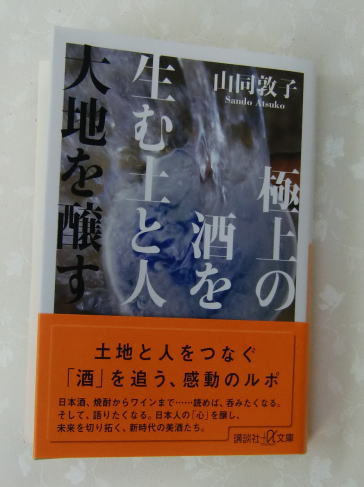 山同敦子
Sando Atsuko
極上の
酒を
生む土と人
大地を醸す
土地と人をつなぐ
「酒」を追う、感動のルポ
日本酒、焼酎からワインまで……読めば、呑みたくなる。
そして、語りたくなる。日本人の「心」を醸し、
未来を切り拓く、新時代の美酒たち。
講談社+α文庫